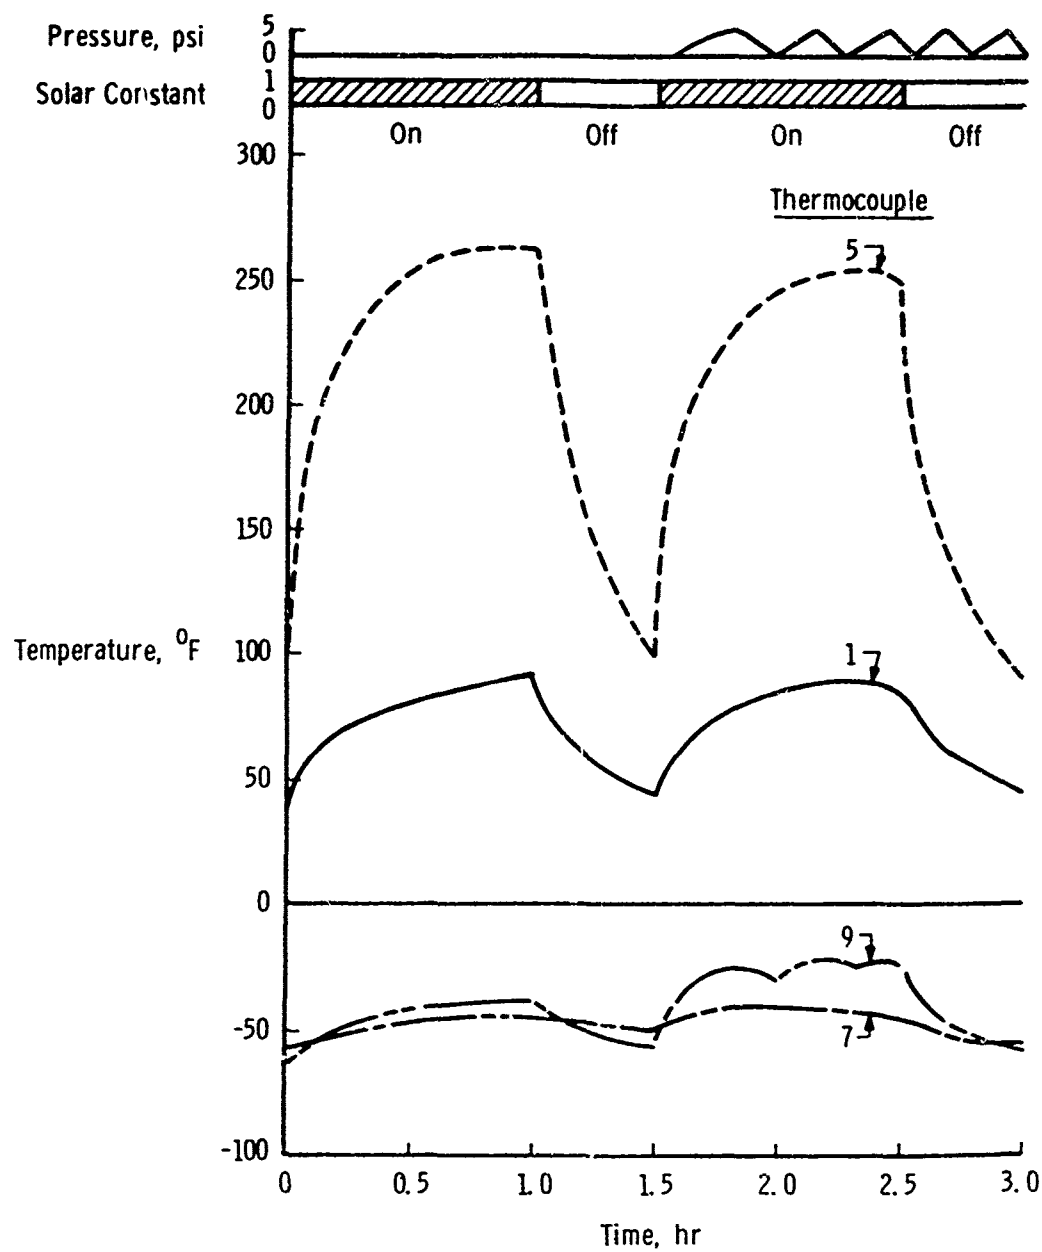 Pressure, psi
5
0
Solar Constant
1
0
On
Off
On
Off
300
Thermocouple
5
250
200
150
Temperature, °F
100
1
50
0
9
-50
7
-100
0
0.5
1.0
1.5
2.0
2.5
3.0
Time, hr